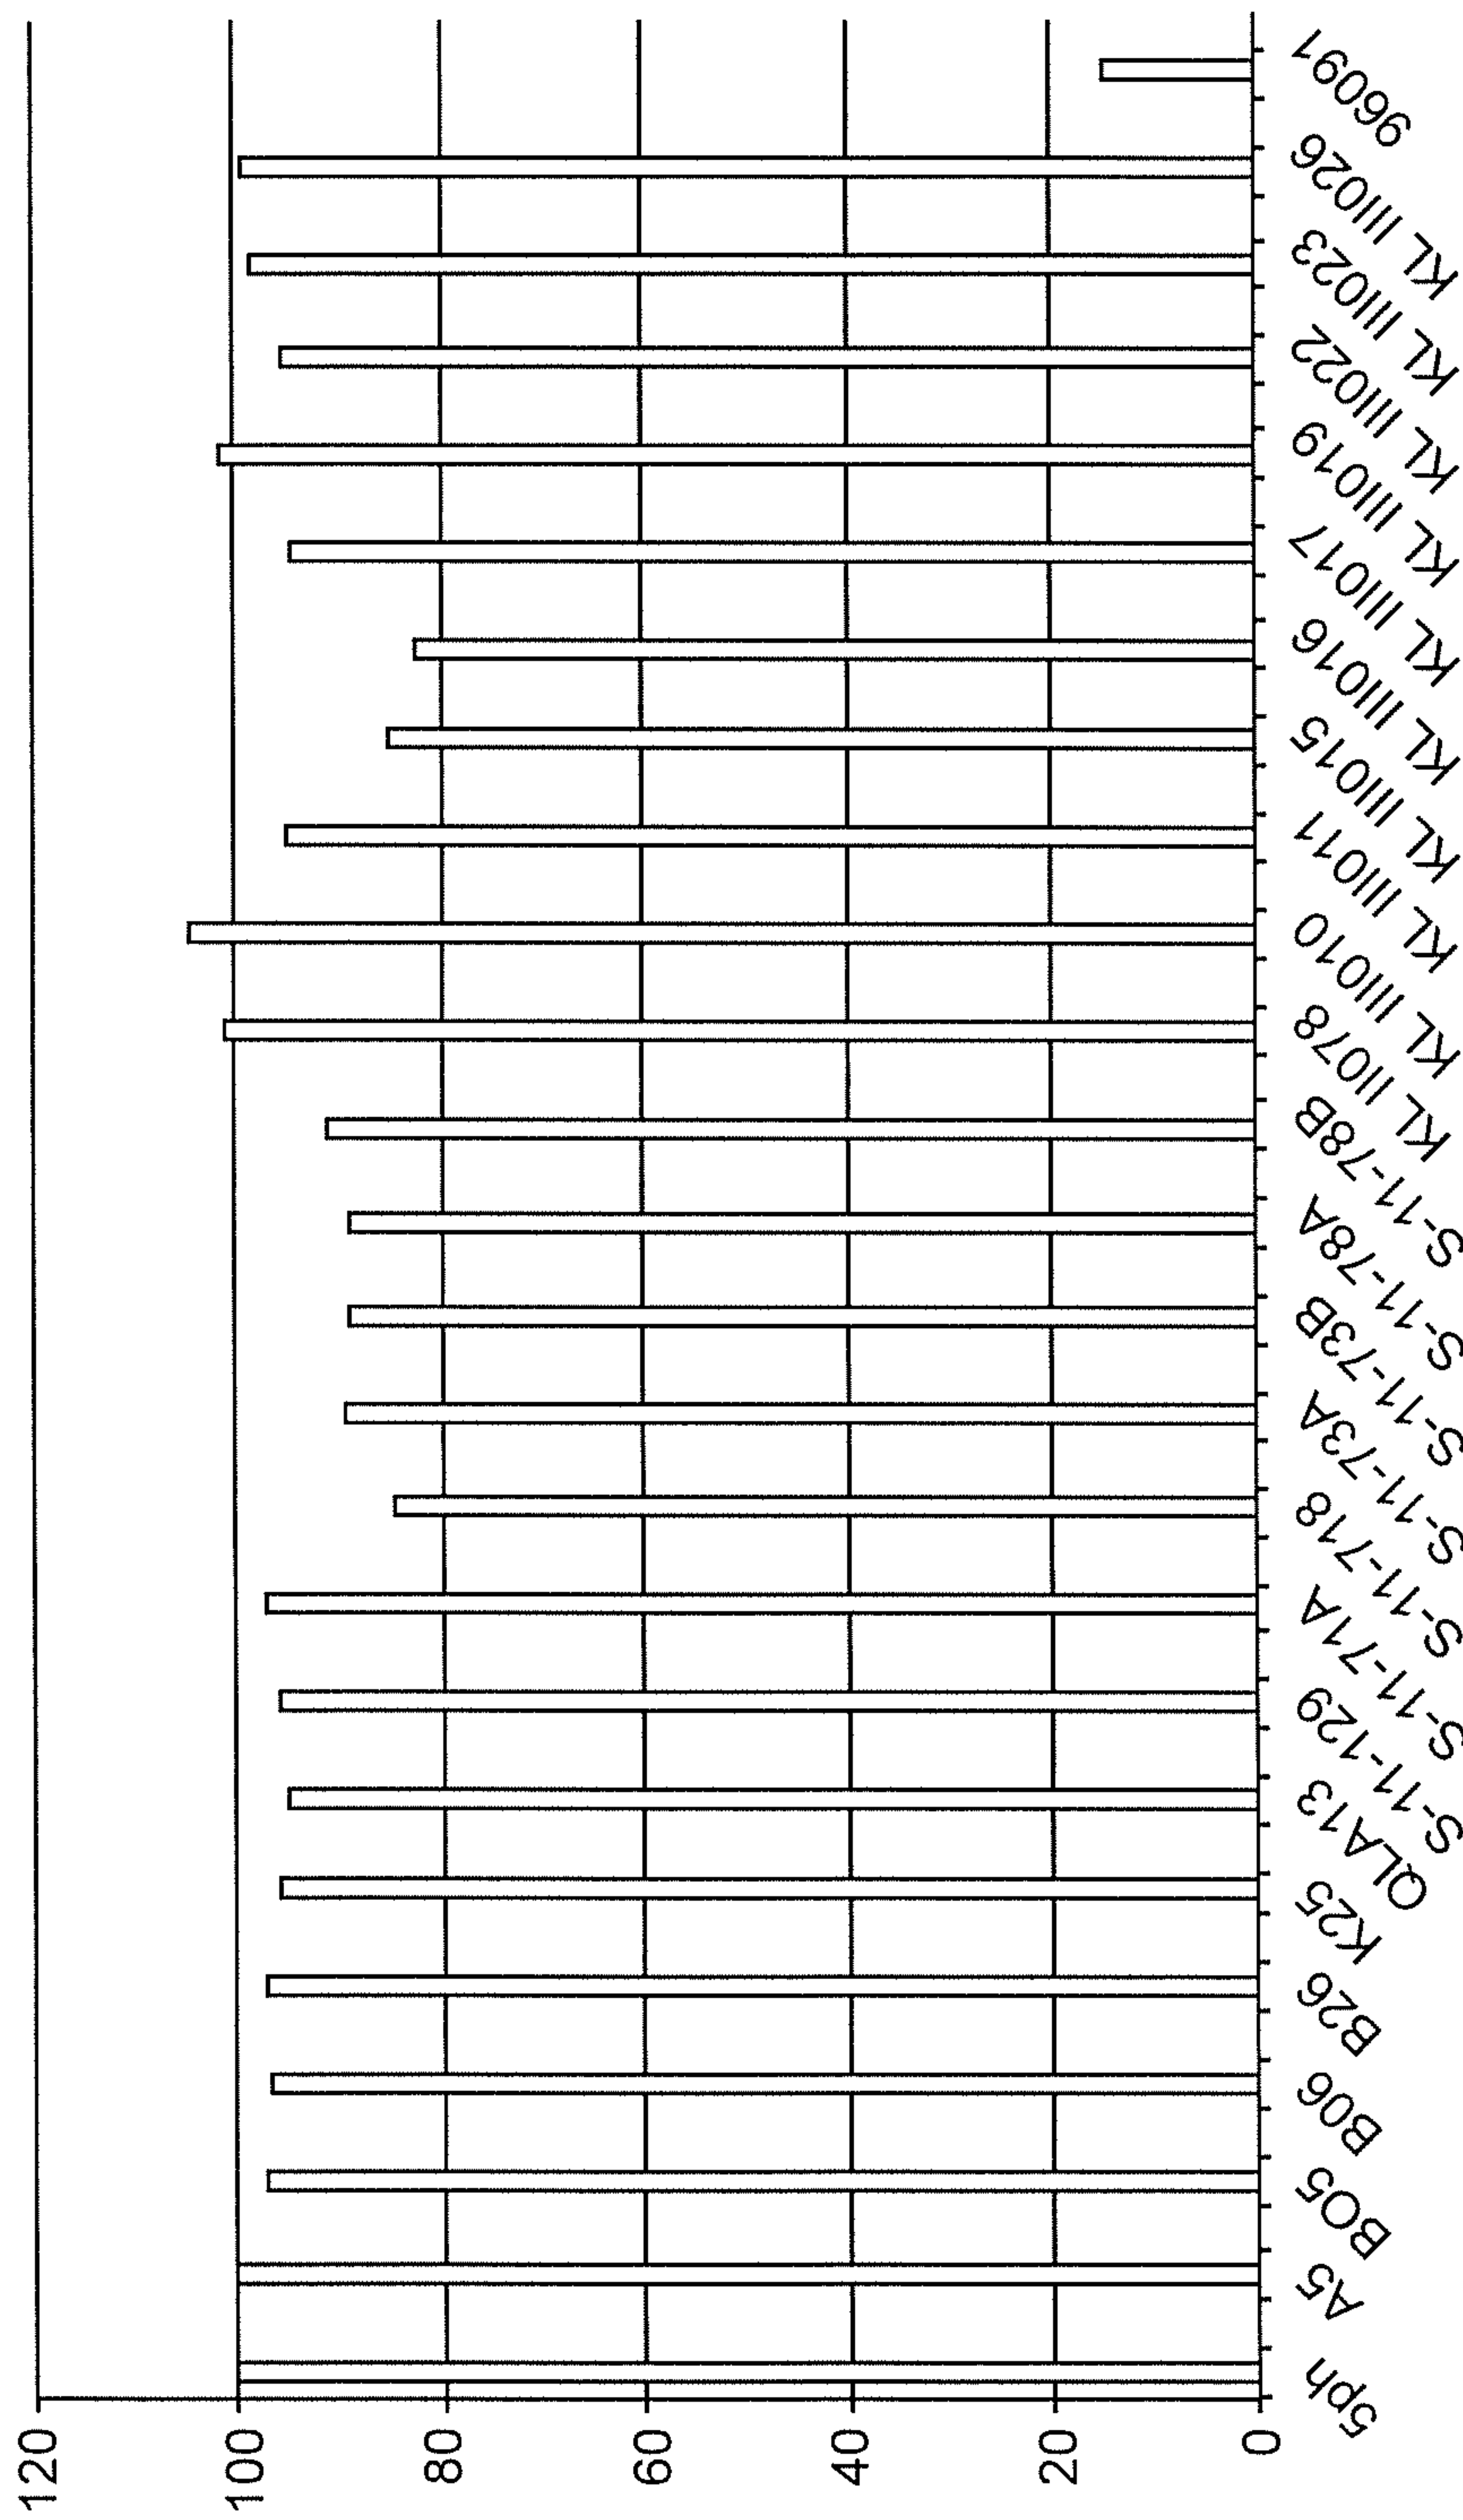 120
100
80
60
40
20
0
5ph
A5
BO5
B06
B26
K25
QLA13
S-11-129
S-11-71A
S-11-718
S-11-73A
S-11-73B
S-11-78A
S-11-78B
KL II078
KL III010
KL III011
KL III015
KL III016
KL III017
KL III019
KL III022
KL III023
KL III026
96091